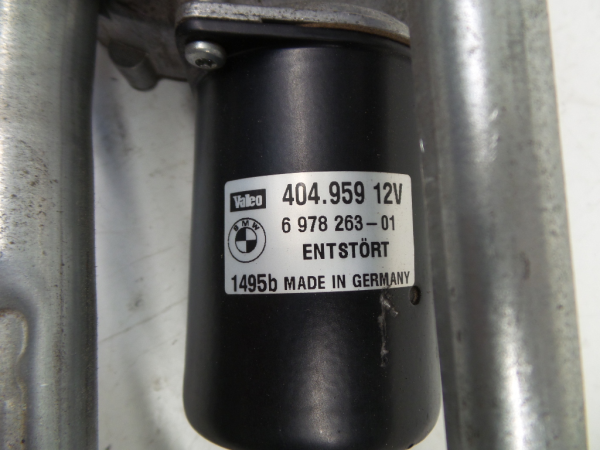 Valeo 404.959 12V
BMW 6 978 263-01
ENTSTÖRT
1495b MADE IN GERMANY